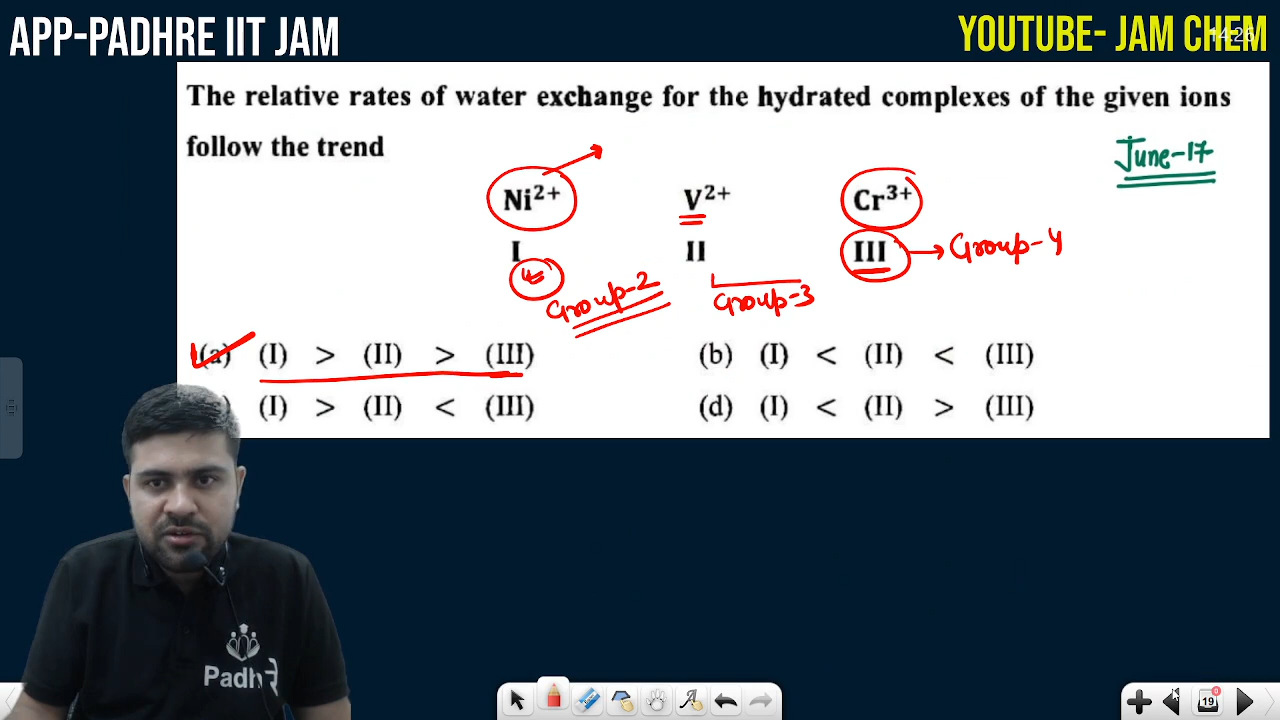 APP-PADHRE IIT JAM
YOUTUBE- JAM CHEM
The relative rates of water exchange for the hydrated complexes of the given ions
follow the trend
June-17
Ni²⁺ V²⁺ Cr³⁺
I II III → Group-4
Group-2 Group-3
(a) (I) > (II) > (III) (b) (I) < (II) < (III)
(I) > (II) < (III) (d) (I) < (II) > (III)
Padh
19